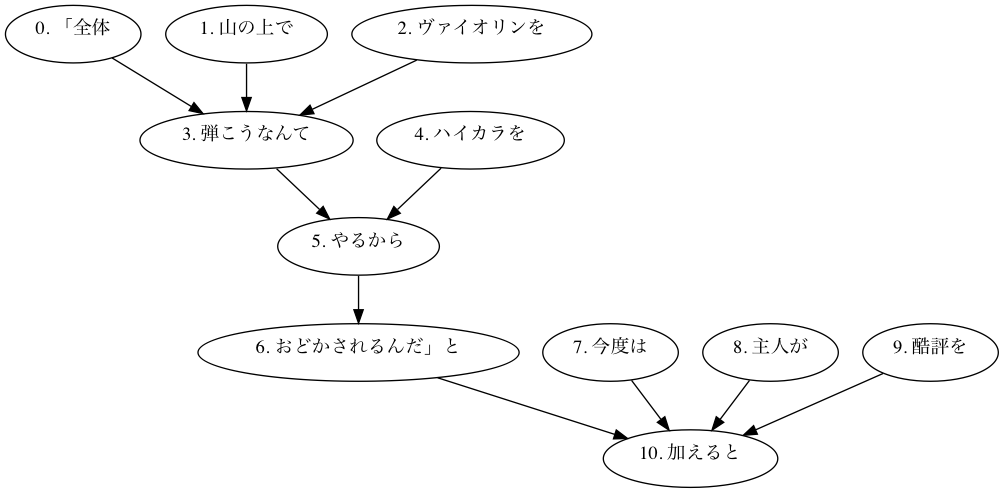 0. 「全体
1. 山の上で
2. ヴァイオリンを
3. 弾こうなんて
4. ハイカラを
5. やるから
6. おどかされるんだ」と
7. 今度は
8. 主人が
9. 酷評を
10. 加えると